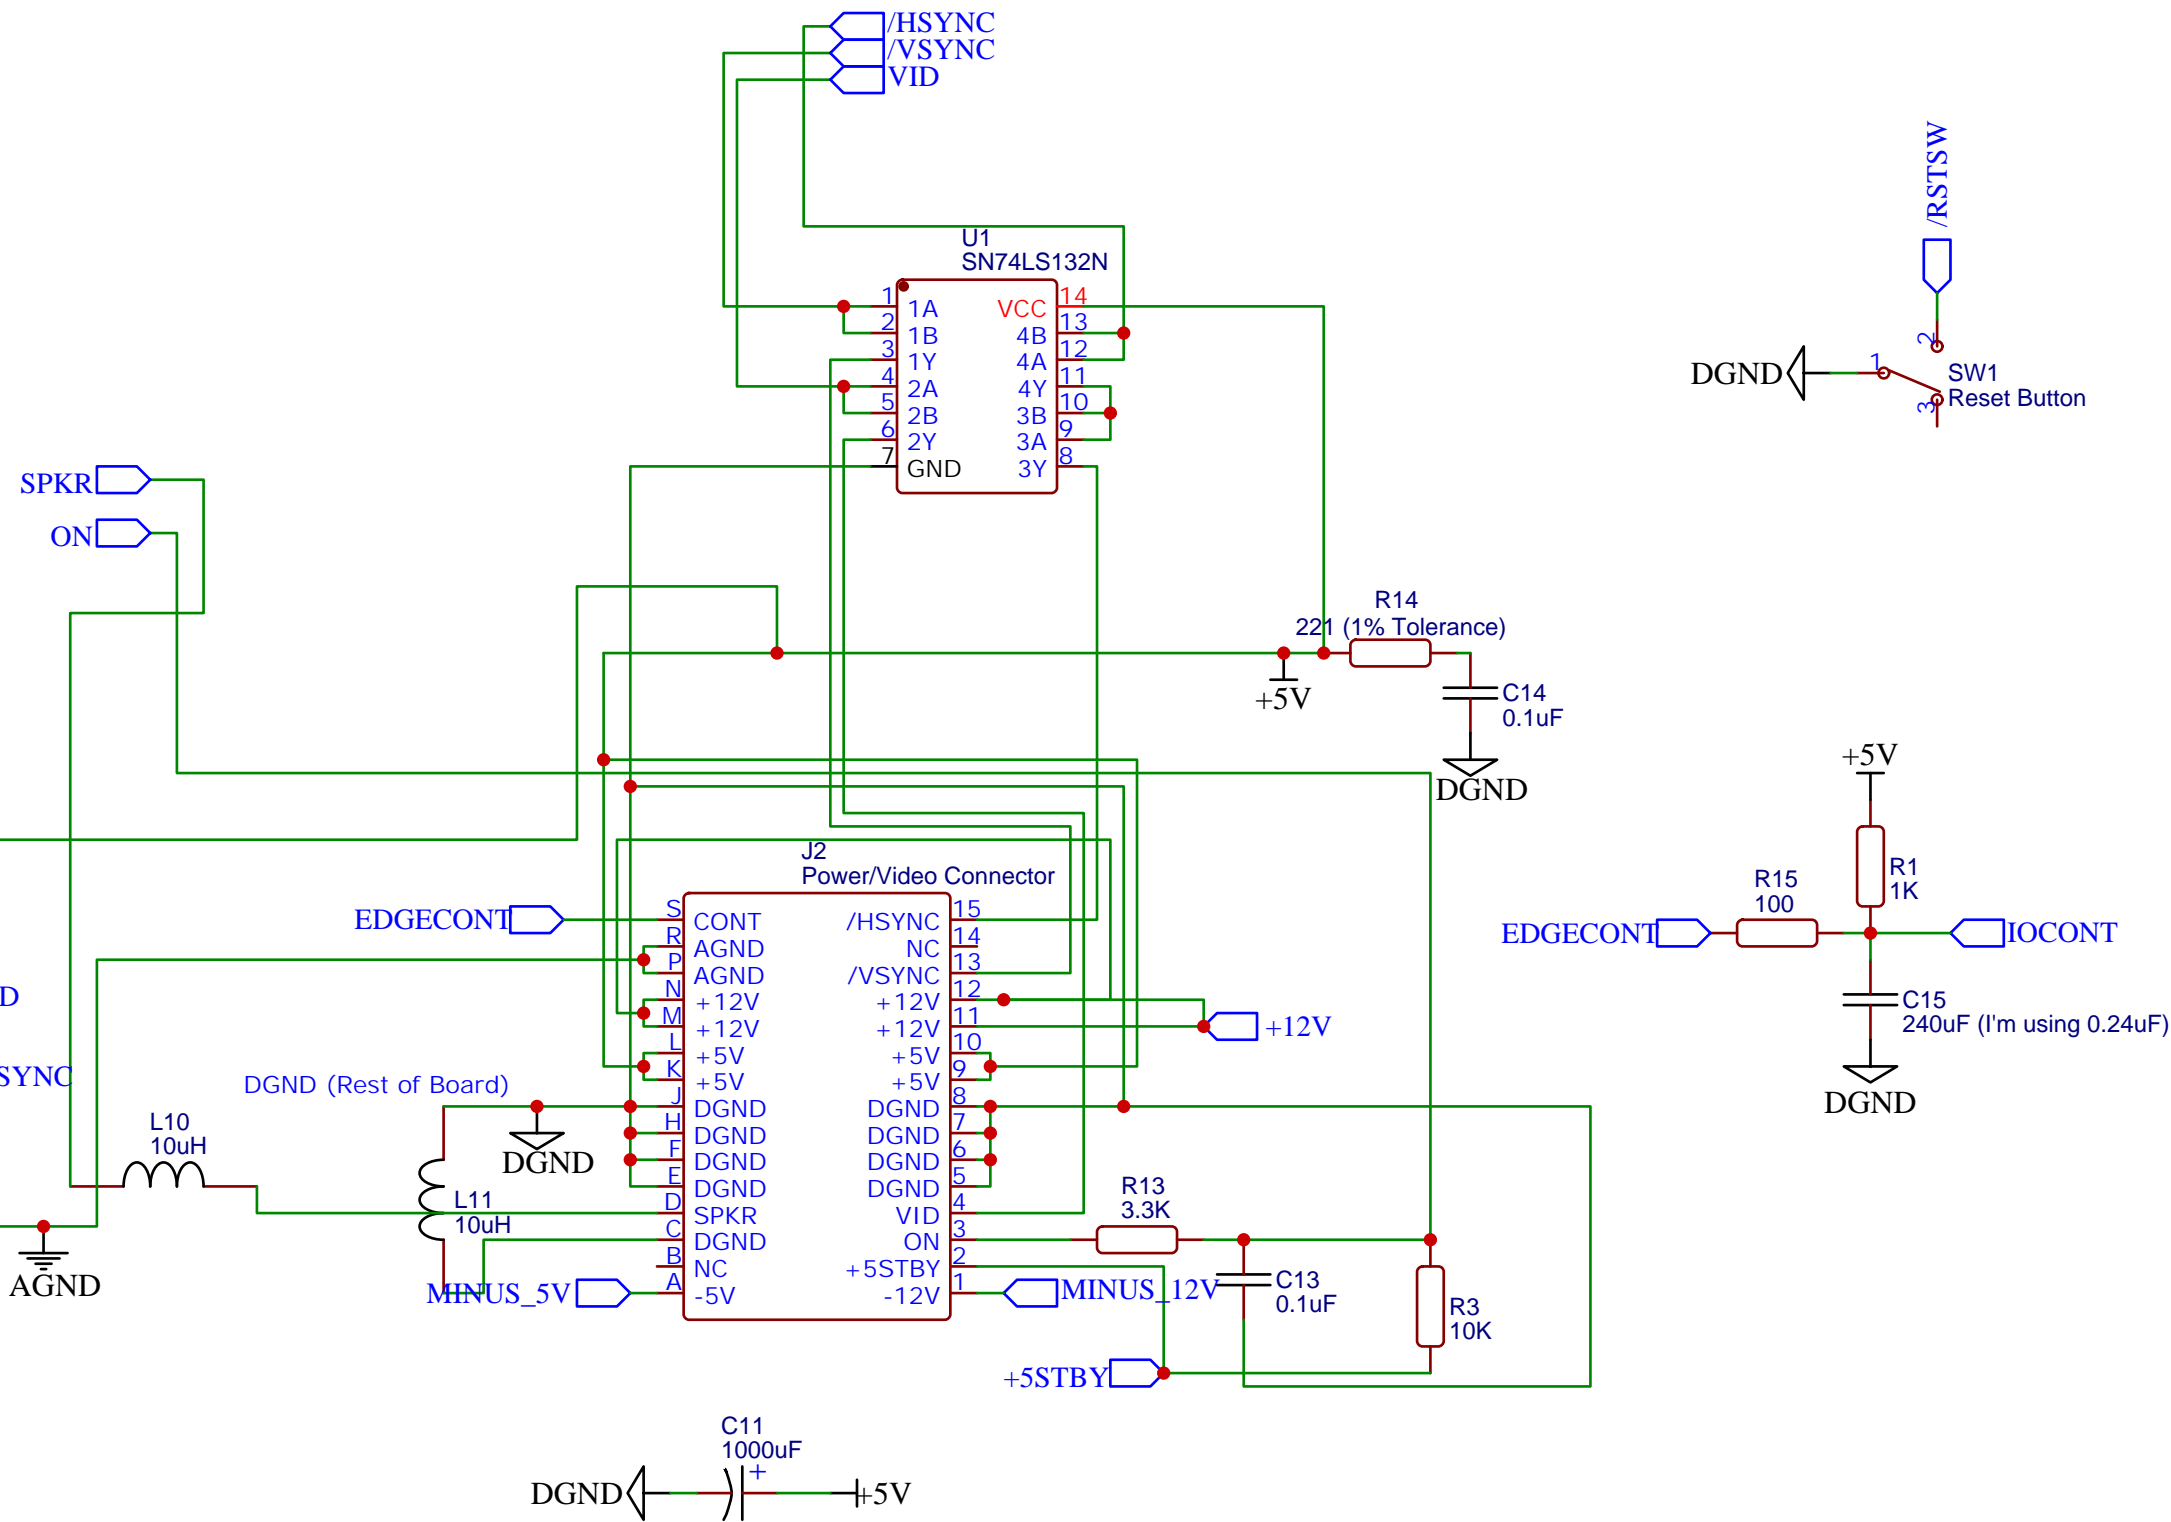 /HSYNC
/VSYNC
VID
/RSTSW
U1
SN74LS132N
1 1A
2 1B
3 1Y
4 2A
5 2B
6 2Y
7 GND
VCC 14
4B 13
4A 12
4Y 11
3B 10
3A 9
3Y 8
DGND
1
2
3
SW1
Reset Button
SPKR
ON
R14
221 (1% Tolerance)
+5V
C14
0.1uF
DGND
J2
Power/Video Connector
EDGECONT
S CONT
R AGND
P AGND
N +12V
M +12V
L +5V
K +5V
J DGND
H DGND
F DGND
E DGND
D SPKR
C DGND
B NC
A -5V
/HSYNC 15
NC 14
/VSYNC 13
+12V 12
+12V 11
+5V 10
+5V 9
DGND 8
DGND 7
DGND 6
DGND 5
VID 4
ON 3
+5STBY 2
-12V 1
+12V
+5V
R1
1K
R15
100
EDGECONT
IOCONT
C15
240uF (I'm using 0.24uF)
DGND
D
SYNC
DGND (Rest of Board)
L10
10uH
DGND
L11
10uH
AGND
MINUS_5V
MINUS_12V
R13
3.3K
C13
0.1uF
R3
10K
+5STBY
C11
1000uF
+
DGND
+5V